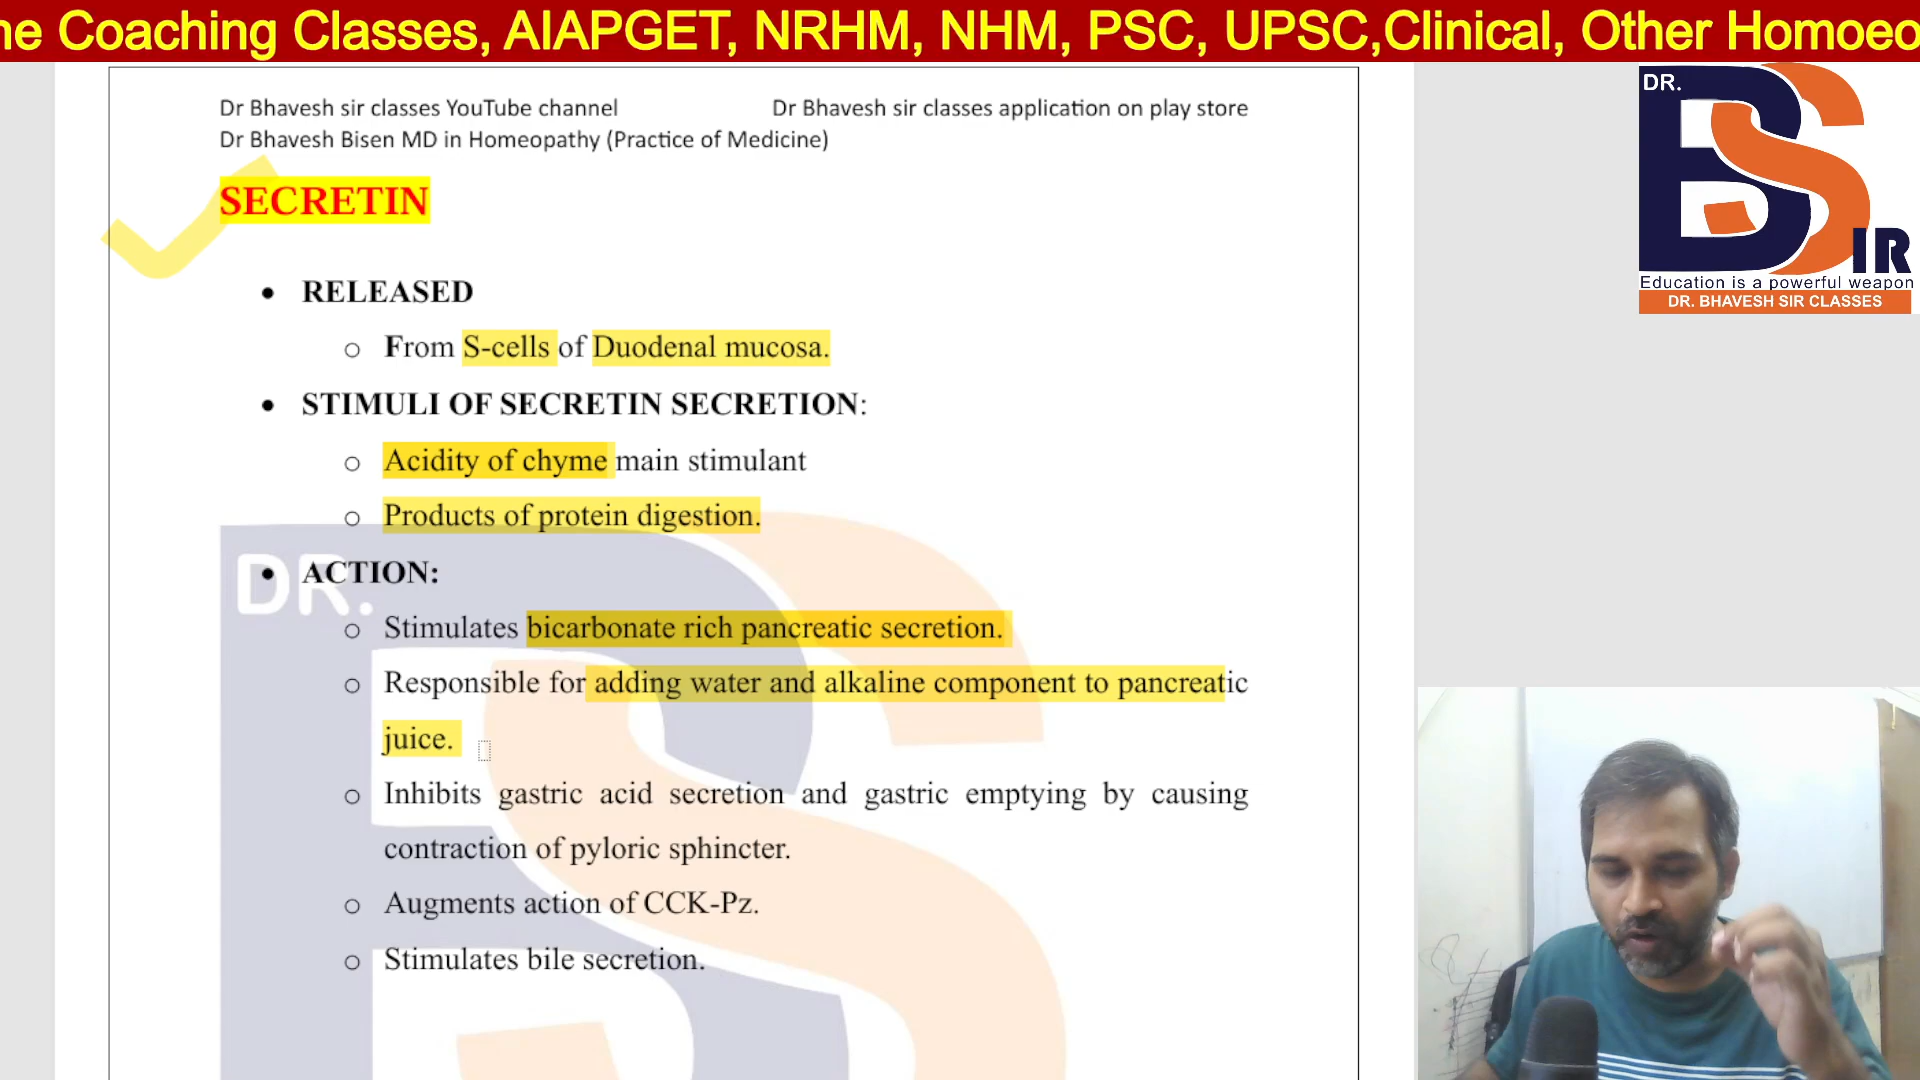 ne Coaching Classes, AIAPGET, NRHM, NHM, PSC, UPSC,Clinical, Other Homoeo
DR.
BS
IR
Education is a powerful weapon
DR. BHAVESH SIR CLASSES
Dr Bhavesh sir classes YouTube channel Dr Bhavesh sir classes application on play store
Dr Bhavesh Bisen MD in Homeopathy (Practice of Medicine)
SECRETIN
• RELEASED
o From S-cells of Duodenal mucosa.
• STIMULI OF SECRETIN SECRETION:
o Acidity of chyme main stimulant
o Products of protein digestion.
• ACTION:
DR.
o Stimulates bicarbonate rich pancreatic secretion.
o Responsible for adding water and alkaline component to pancreatic
juice.
o Inhibits gastric acid secretion and gastric emptying by causing
contraction of pyloric sphincter.
o Augments action of CCK-Pz.
o Stimulates bile secretion.